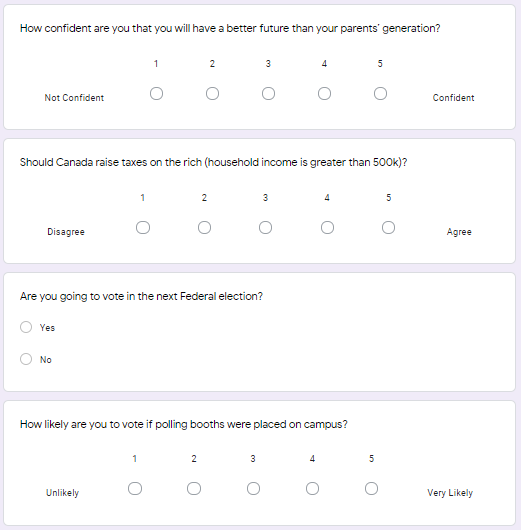 How confident are you that you will have a better future than your parents' generation?
1 2 3 4 5
Not Confident Confident
Should Canada raise taxes on the rich (household income is greater than 500k)?
1 2 3 4 5
Disagree Agree
Are you going to vote in the next Federal election?
Yes
No
How likely are you to vote if polling booths were placed on campus?
1 2 3 4 5
Unlikely Very Likely